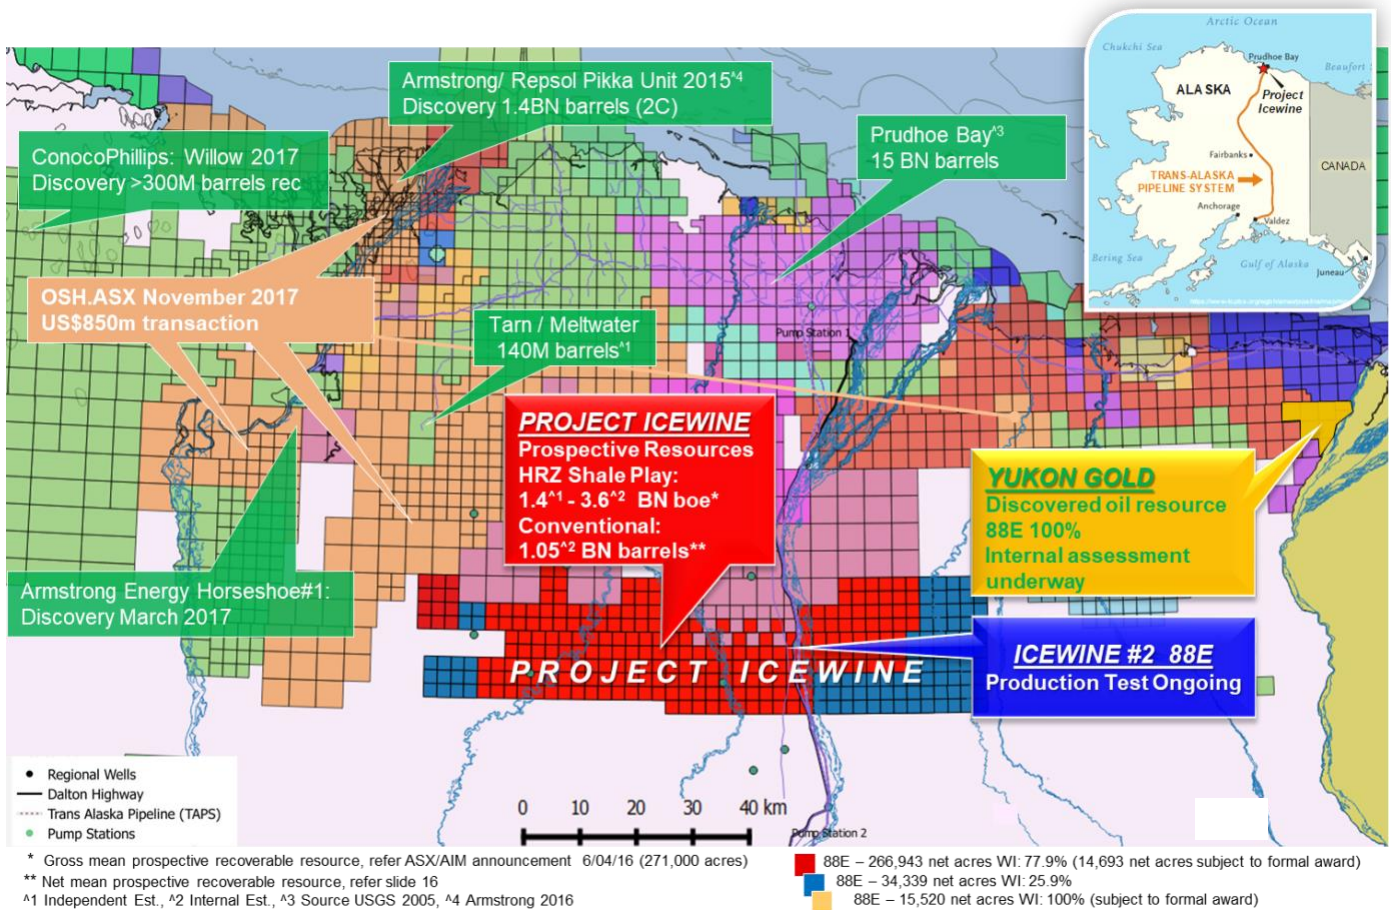 Arctic Ocean
Chukchi Sea
Prudhoe Bay
ALASKA
Project
Icewine
Fairbanks
CANADA
TRANS-ALASKA
PIPELINE SYSTEM
Anchorage
Valdez
Bering Sea
Gulf of Alaska
Juneau
Armstrong/ Repsol Pikka Unit 2015^4
Discovery 1.4BN barrels (2C)
ConocoPhillips: Willow 2017
Discovery >300M barrels rec
Prudhoe Bay^3
15 BN barrels
OSH.ASX November 2017
US$850m transaction
Tarn / Meltwater
140M barrels^1
Pump Station 1
PROJECT ICEWINE
Prospective Resources
HRZ Shale Play:
1.4^1 - 3.6^2 BN boe*
Conventional:
1.05^2 BN barrels**
YUKON GOLD
Discovered oil resource
88E 100%
Internal assessment
underway
Armstrong Energy Horseshoe#1:
Discovery March 2017
ICEWINE #2 88E
Production Test Ongoing
PROJECT ICEWINE
Regional Wells
Dalton Highway
Trans Alaska Pipeline (TAPS)
Pump Stations
0 10 20 30 40 km
Pump Station 2
* Gross mean prospective recoverable resource, refer ASX/AIM announcement 6/04/16 (271,000 acres)
** Net mean prospective recoverable resource, refer slide 16
^1 Independent Est., ^2 Internal Est., ^3 Source USGS 2005, ^4 Armstrong 2016
88E – 266,943 net acres WI: 77.9% (14,693 net acres subject to formal award)
88E – 34,339 net acres WI: 25.9%
88E – 15,520 net acres WI: 100% (subject to formal award)